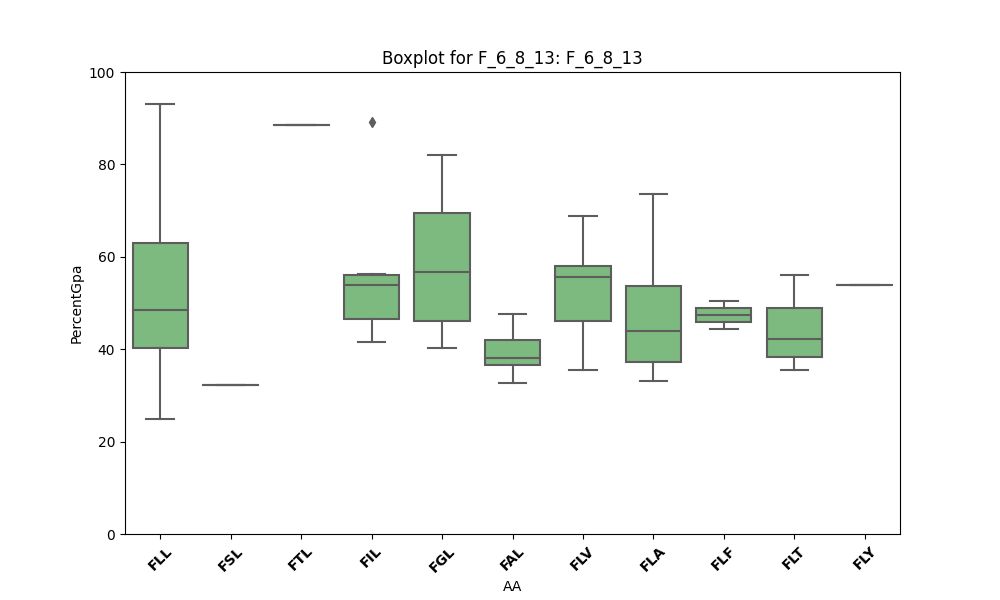 Boxplot for F_6_8_13: F_6_8_13
100
80
60
40
20
0
PercentGpa
FLL
FSL
FTL
FIL
FGL
FAL
FLV
FLA
FLF
FLT
FLY
AA